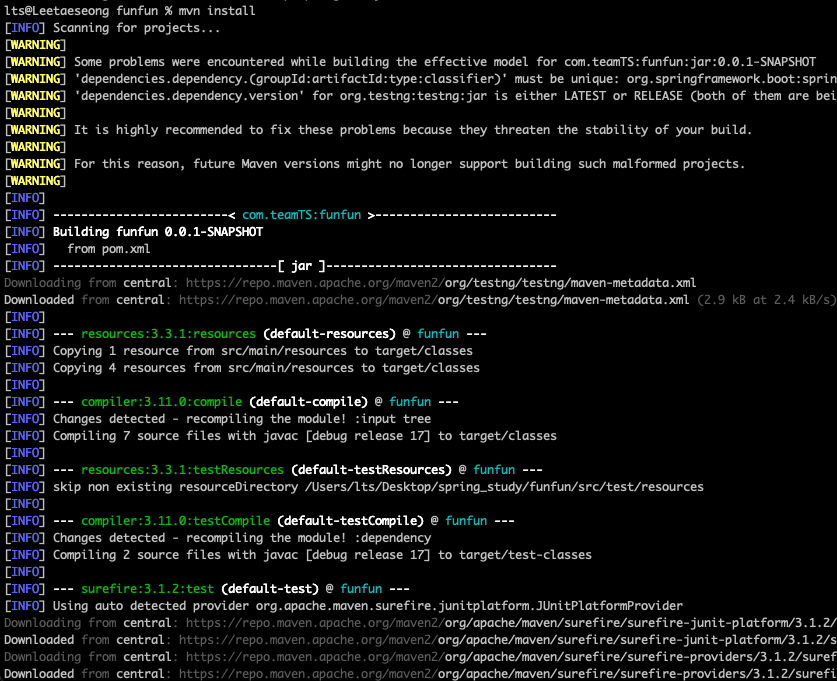 lts@Leetaeseong funfun % mvn install
[INFO] Scanning for projects...
[WARNING]
[WARNING] Some problems were encountered while building the effective model for com.teamTS:funfun:jar:0.0.1-SNAPSHOT
[WARNING] 'dependencies.dependency.(groupId:artifactId:type:classifier)' must be unique: org.springframework.boot:sprin
[WARNING] 'dependencies.dependency.version' for org.testng:testng:jar is either LATEST or RELEASE (both of them are bei
[WARNING]
[WARNING] It is highly recommended to fix these problems because they threaten the stability of your build.
[WARNING]
[WARNING] For this reason, future Maven versions might no longer support building such malformed projects.
[WARNING]
[INFO]
[INFO] -------------------------< com.teamTS:funfun >--------------------------
[INFO] Building funfun 0.0.1-SNAPSHOT
[INFO]   from pom.xml
[INFO] --------------------------------[ jar ]---------------------------------
Downloading from central: https://repo.maven.apache.org/maven2/org/testng/testng/maven-metadata.xml
Downloaded from central: https://repo.maven.apache.org/maven2/org/testng/testng/maven-metadata.xml (2.9 kB at 2.4 kB/s)
[INFO]
[INFO] --- resources:3.3.1:resources (default-resources) @ funfun ---
[INFO] Copying 1 resource from src/main/resources to target/classes
[INFO] Copying 4 resources from src/main/resources to target/classes
[INFO]
[INFO] --- compiler:3.11.0:compile (default-compile) @ funfun ---
[INFO] Changes detected - recompiling the module! :input tree
[INFO] Compiling 7 source files with javac [debug release 17] to target/classes
[INFO]
[INFO] --- resources:3.3.1:testResources (default-testResources) @ funfun ---
[INFO] skip non existing resourceDirectory /Users/lts/Desktop/spring_study/funfun/src/test/resources
[INFO]
[INFO] --- compiler:3.11.0:testCompile (default-testCompile) @ funfun ---
[INFO] Changes detected - recompiling the module! :dependency
[INFO] Compiling 2 source files with javac [debug release 17] to target/test-classes
[INFO]
[INFO] --- surefire:3.1.2:test (default-test) @ funfun ---
[INFO] Using auto detected provider org.apache.maven.surefire.junitplatform.JUnitPlatformProvider
Downloading from central: https://repo.maven.apache.org/maven2/org/apache/maven/surefire/surefire-junit-platform/3.1.2/
Downloaded from central: https://repo.maven.apache.org/maven2/org/apache/maven/surefire/surefire-junit-platform/3.1.2/s
Downloading from central: https://repo.maven.apache.org/maven2/org/apache/maven/surefire/surefire-providers/3.1.2/suref
Downloaded from central: https://repo.maven.apache.org/maven2/org/apache/maven/surefire/surefire-providers/3.1.2/surefi